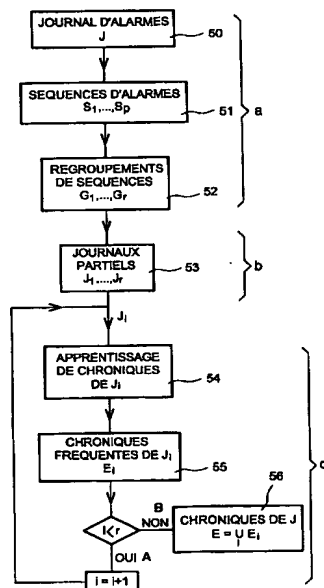 JOURNAL D'ALARMES
J
50
SEQUENCES D'ALARMES
S1,...,Sp
51
a
REGROUPEMENTS
DE SEQUENCES
G1,...,Gr
52
JOURNAUX
PARTIELS
J1,...,Jr
53
b
Ji
APPRENTISSAGE
DE CHRONIQUES
DE Ji
54
CHRONIQUES
FREQUENTES DE Ji
Ei
55
c
56
i<r
B
NON
CHRONIQUES DE J
E = U Ei
i
OUI A
i = i+1